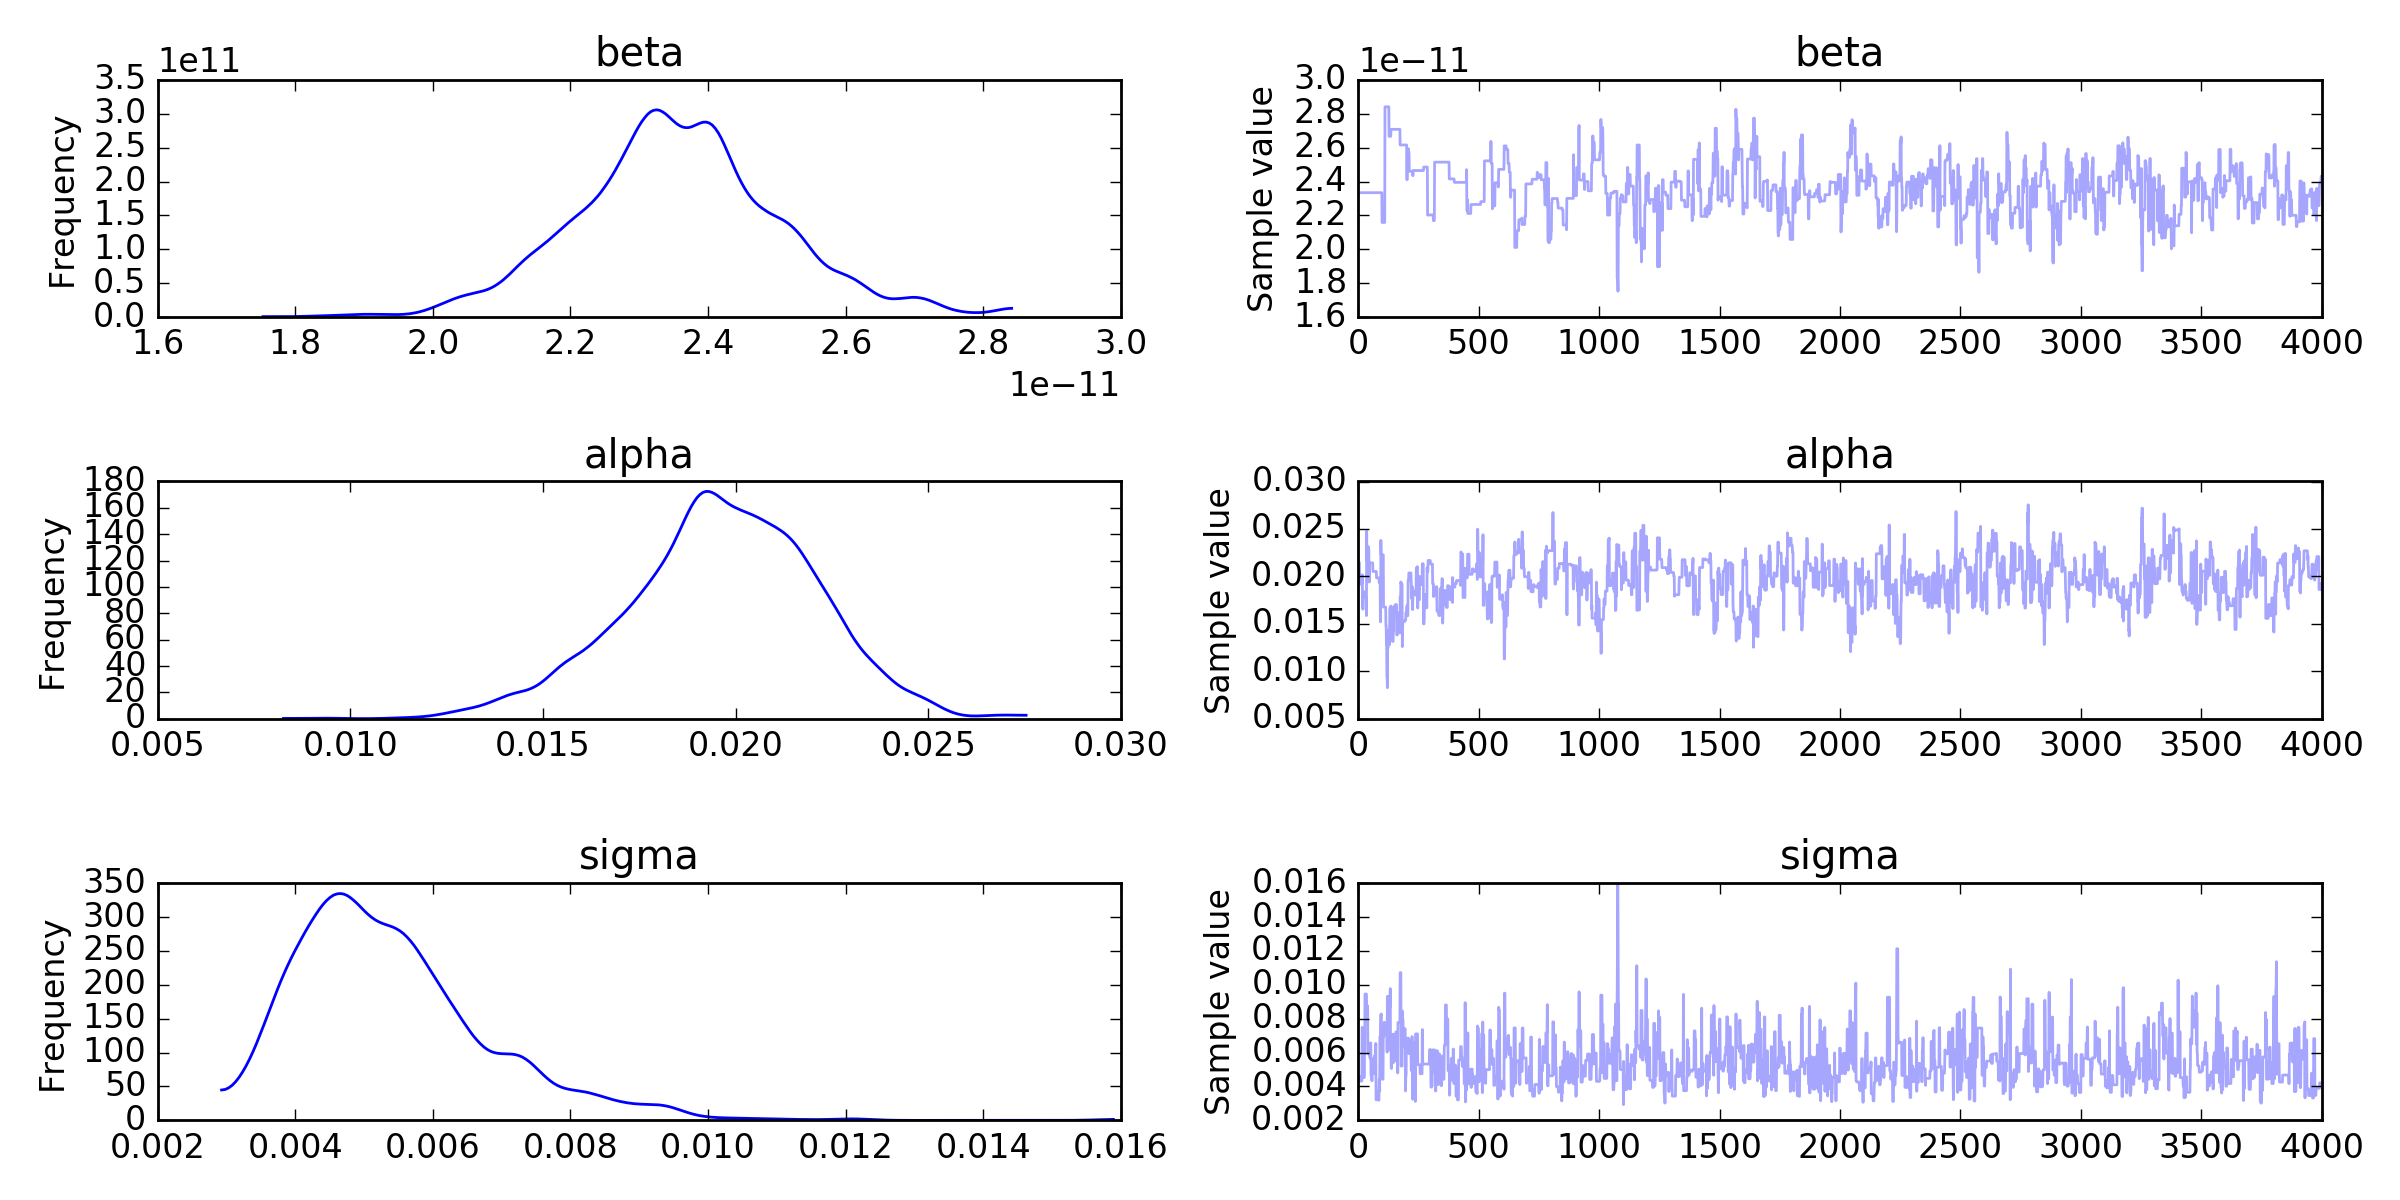 beta
1e11
Frequency
3.5
3.0
2.5
2.0
1.5
1.0
0.5
0.0
1.6 1.8 2.0 2.2 2.4 2.6 2.8 3.0
1e−11
beta
1e−11
Sample value
3.0
2.8
2.6
2.4
2.2
2.0
1.8
1.6
0 500 1000 1500 2000 2500 3000 3500 4000
alpha
Frequency
180
160
140
120
100
80
60
40
20
0
0.005 0.010 0.015 0.020 0.025 0.030
alpha
Sample value
0.030
0.025
0.020
0.015
0.010
0.005
0 500 1000 1500 2000 2500 3000 3500 4000
sigma
Frequency
350
300
250
200
150
100
50
0
0.002 0.004 0.006 0.008 0.010 0.012 0.014 0.016
sigma
Sample value
0.016
0.014
0.012
0.010
0.008
0.006
0.004
0.002
0 500 1000 1500 2000 2500 3000 3500 4000